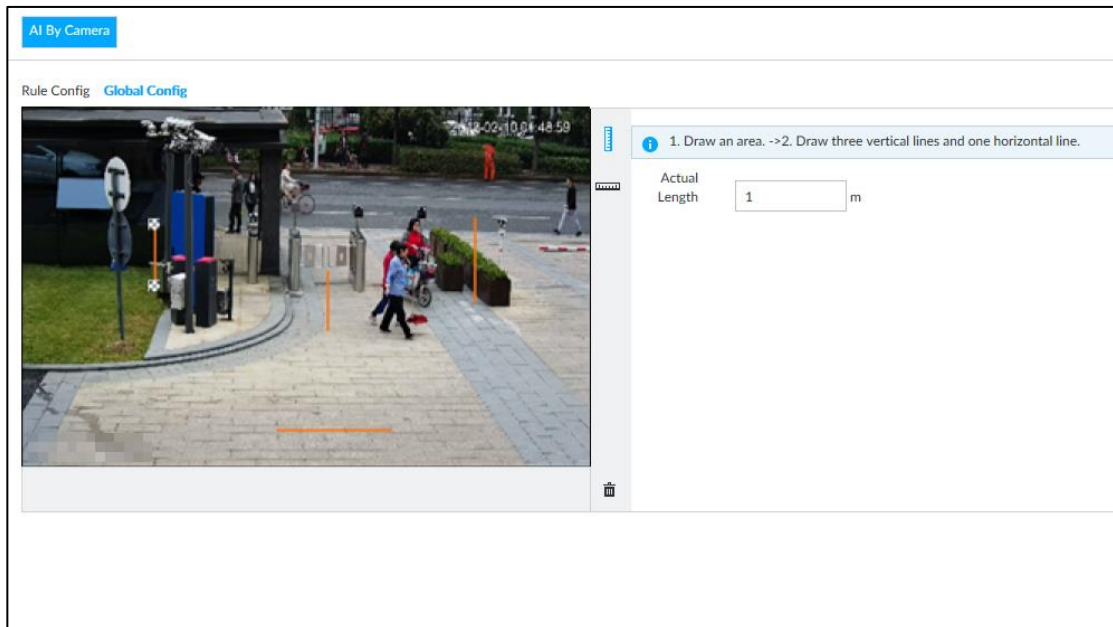 AI By Camera
Rule Config Global Config
1. Draw an area. ->2. Draw three vertical lines and one horizontal line.
Actual
Length
1
m